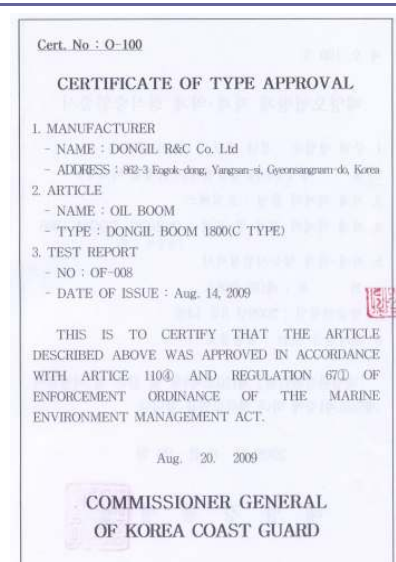 Cert. No : O-100
CERTIFICATE OF TYPE APPROVAL
1. MANUFACTURER
- NAME : DONGIL R&C Co. Ltd
- ADDRESS : 862-3 Eogok-dong, Yangsan-si, Gyeonsangnam-do, Korea
2. ARTICLE
- NAME : OIL BOOM
- TYPE : DONGIL BOOM 1800(C TYPE)
3. TEST REPORT
- NO : OF-008
- DATE OF ISSUE : Aug. 14, 2009
THIS IS TO CERTIFY THAT THE ARTICLE
DESCRIBED ABOVE WAS APPROVED IN ACCORDANCE
WITH ARTICE 110④ AND REGULATION 67① OF
ENFORCEMENT ORDINANCE OF THE MARINE
ENVIRONMENT MANAGEMENT ACT.
Aug. 20. 2009
COMMISSIONER GENERAL
OF KOREA COAST GUARD